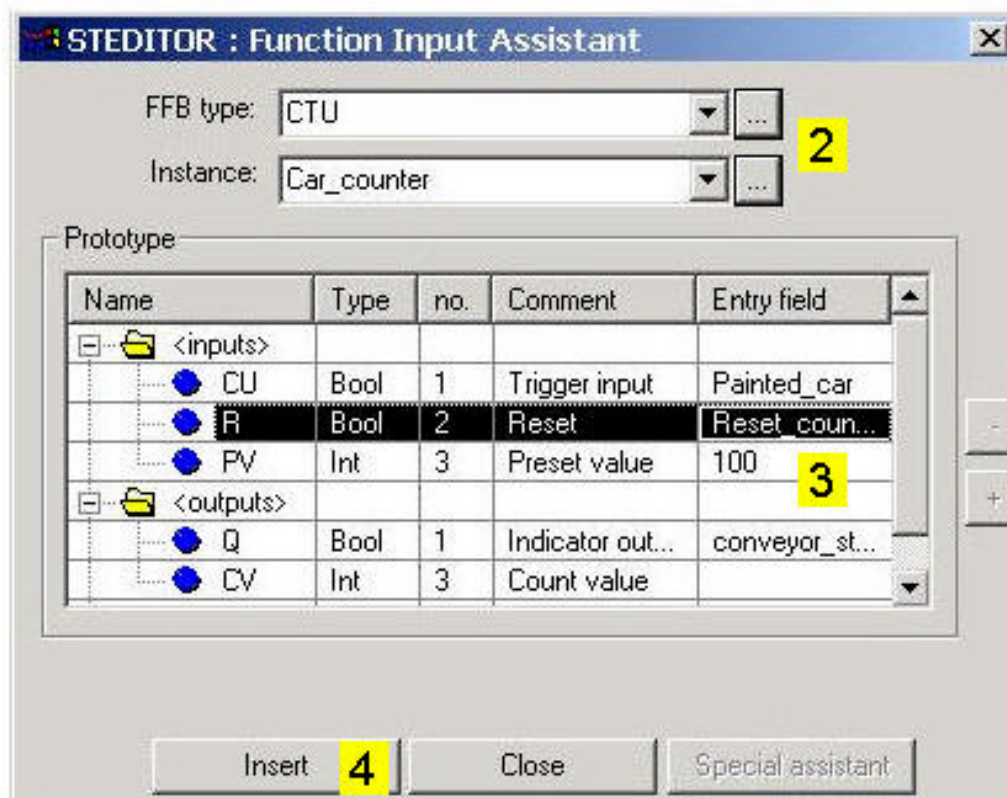 STEDITOR : Function Input Assistant
FFB type: CTU ...
2
Instance: Car_counter ...
Prototype
Name Type no. Comment Entry field
<inputs>
CU Bool 1 Trigger input Painted_car
R Bool 2 Reset Reset_coun...
PV Int 3 Preset value 100
3
<outputs>
Q Bool 1 Indicator out... conveyor_st...
CV Int 3 Count value
-
+
Insert 4 Close Special assistant